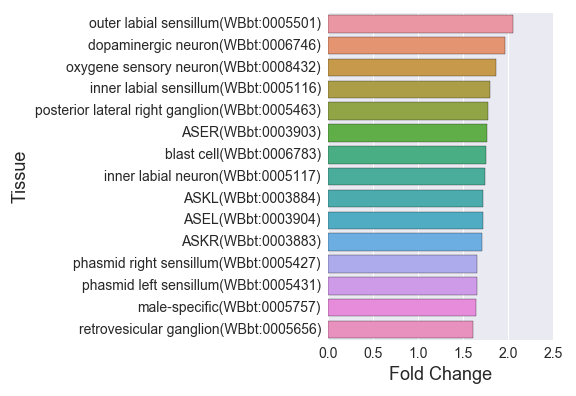 outer labial sensillum(WBbt:0005501)
dopaminergic neuron(WBbt:0006746)
oxygene sensory neuron(WBbt:0008432)
inner labial sensillum(WBbt:0005116)
posterior lateral right ganglion(WBbt:0005463)
ASER(WBbt:0003903)
blast cell(WBbt:0006783)
inner labial neuron(WBbt:0005117)
ASKL(WBbt:0003884)
ASEL(WBbt:0003904)
ASKR(WBbt:0003883)
phasmid right sensillum(WBbt:0005427)
phasmid left sensillum(WBbt:0005431)
male-specific(WBbt:0005757)
retrovesicular ganglion(WBbt:0005656)
Tissue
0.0 0.5 1.0 1.5 2.0 2.5
Fold Change